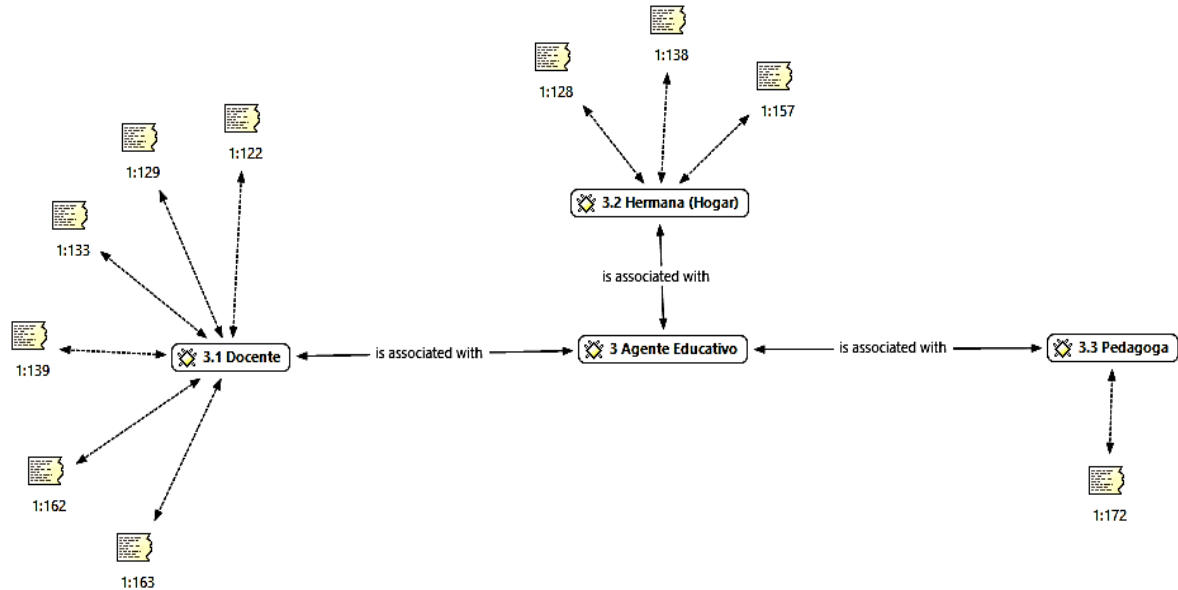 1:138
1:128
1:157
1:122
1:129
3.2 Hermana (Hogar)
1:133
is associated with
1:139
3.1 Docente
is associated with
3 Agente Educativo
is associated with
3.3 Pedagoga
1:162
1:172
1:163